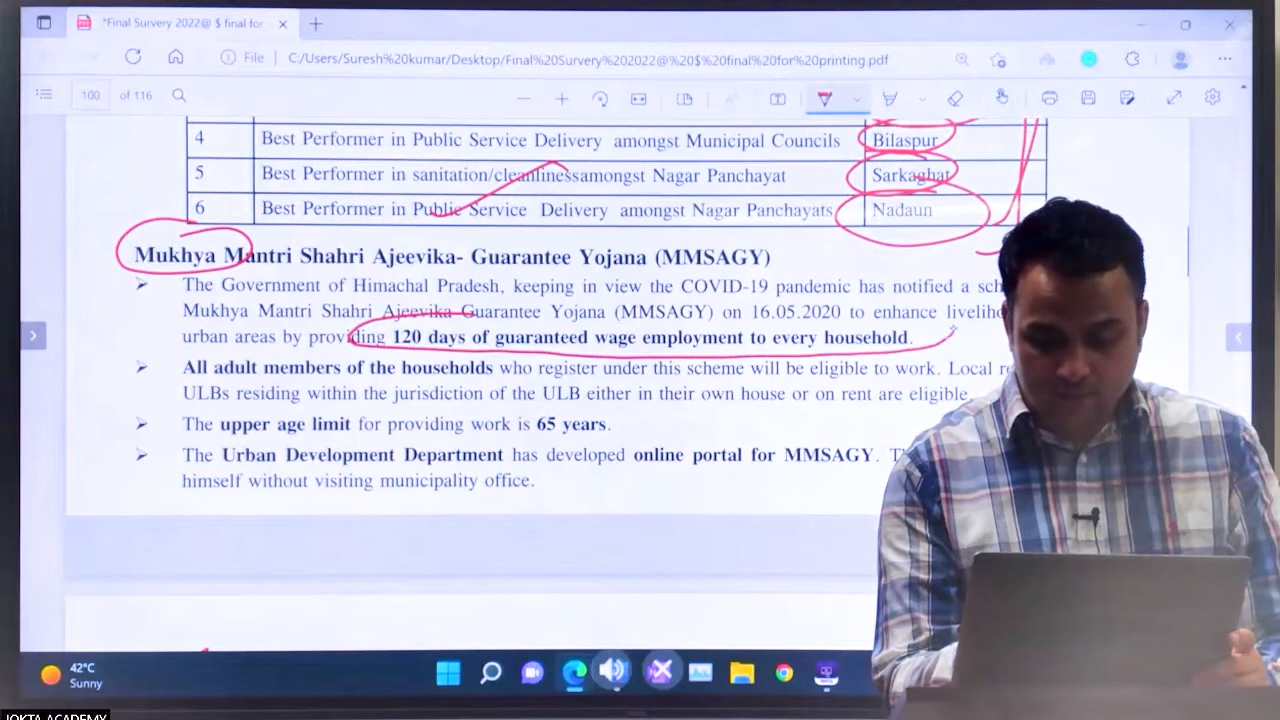 *Final Survery 2022@ $ final for
File
C:/Users/Suresh%20kumar/Desktop/Final%20Survery%202022@%20$%20final%20for%20printing.pdf
100 of 116
4 Best Performer in Public Service Delivery amongst Municipal Councils Bilaspur
5 Best Performer in sanitation/cleanlinessamongst Nagar Panchayat Sarkaghat
6 Best Performer in Public Service Delivery amongst Nagar Panchayats Nadaun
Mukhya Mantri Shahri Ajeevika- Guarantee Yojana (MMSAGY)
The Government of Himachal Pradesh, keeping in view the COVID-19 pandemic has notified a
Mukhya Mantri Shahri Ajeevika Guarantee Yojana (MMSAGY) on 16.05.2020 to enhance
urban areas by providing 120 days of guaranteed wage employment to every household.
All adult members of the households who register under this scheme will be eligible to work. Local
ULBs residing within the jurisdiction of the ULB either in their own house or on rent are eligible.
The upper age limit for providing work is 65 years.
The Urban Development Department has developed online portal for MMSAGY.
himself without visiting municipality office.
42°C
Sunny
JOKTA ACADEMY